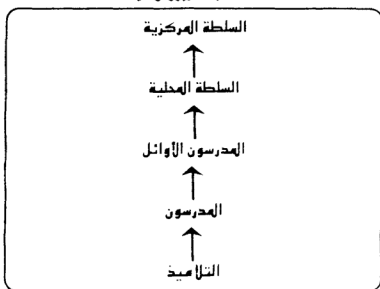 السلطة المركزية
السلطة المحلية
المدرسون الأوائل
المدرسون
التلاميذ